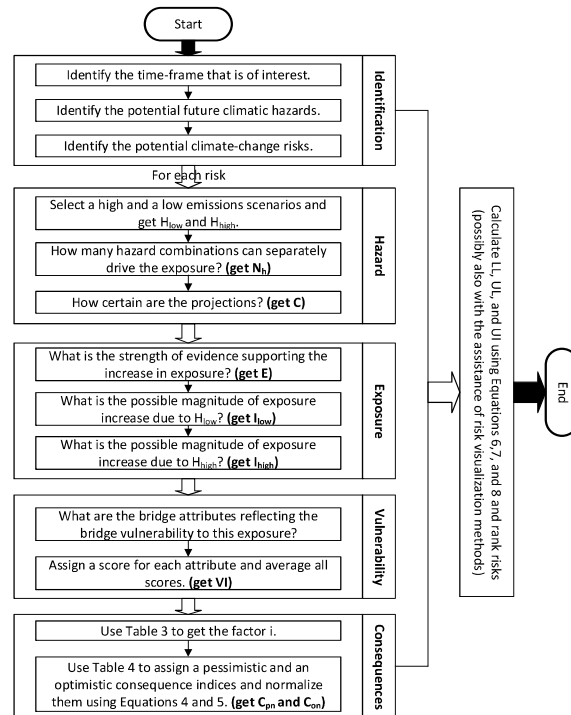 Start
Identify the time-frame that is of interest.
Identify the potential future climatic hazards.
Identify the potential climate-change risks.
Identification
For each risk
Select a high and a low emissions scenarios and
get Hlow and Hhigh.
How many hazard combinations can separately
drive the exposure? (get Nh)
How certain are the projections? (get C)
Hazard
What is the strength of evidence supporting the
increase in exposure? (get E)
What is the possible magnitude of exposure
increase due to Hlow? (get Ilow)
What is the possible magnitude of exposure
increase due to Hhigh? (get Ihigh)
Exposure
What are the bridge attributes reflecting the
bridge vulnerability to this exposure?
Assign a score for each attribute and average all
scores. (get VI)
Vulnerability
Use Table 3 to get the factor i.
Use Table 4 to assign a pessimistic and an
optimistic consequence indices and normalize
them using Equations 4 and 5. (get Cpn and Con)
Consequences
Calculate LL, UL, and UI using Equations 6,7, and 8 and rank risks
(possibly also with the assistance of risk visualization methods)
End